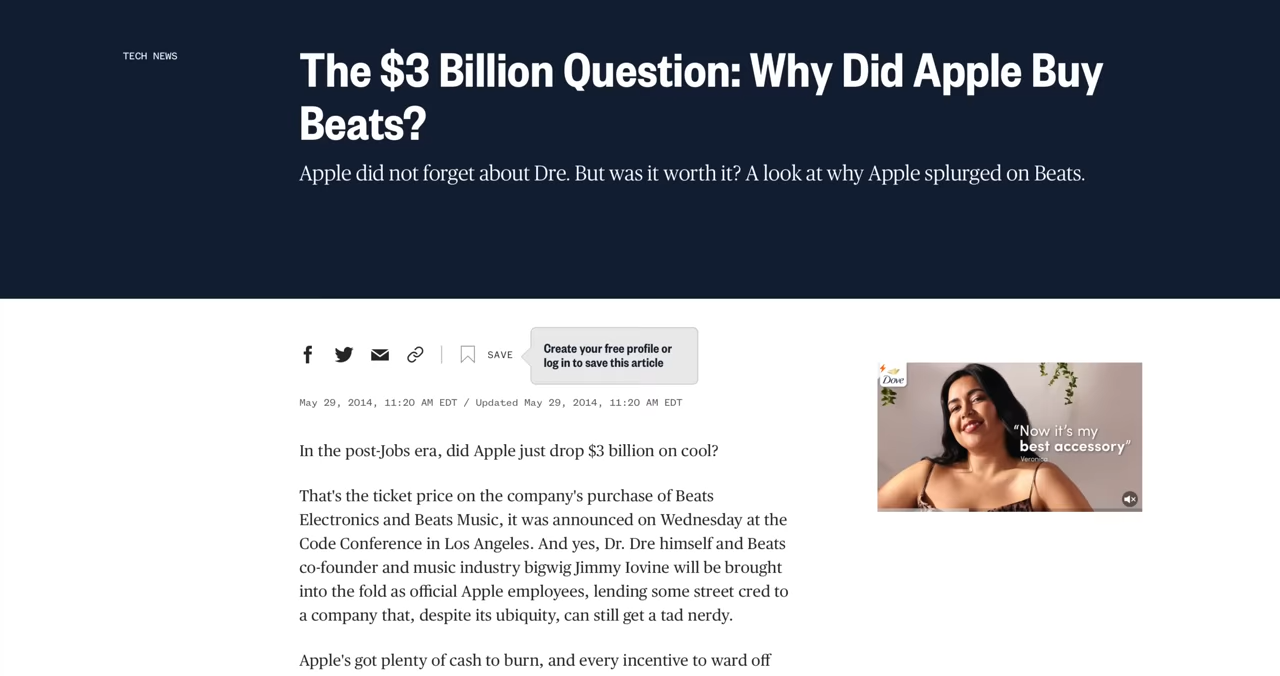 TECH NEWS
The $3 Billion Question: Why Did Apple Buy
Beats?
Apple did not forget about Dre. But was it worth it? A look at why Apple splurged on Beats.
SAVE
Create your free profile or
log in to save this article
May 29, 2014, 11:20 AM EDT / Updated May 29, 2014, 11:20 AM EDT
In the post-Jobs era, did Apple just drop $3 billion on cool?
That's the ticket price on the company's purchase of Beats
Electronics and Beats Music, it was announced on Wednesday at the
Code Conference in Los Angeles. And yes, Dr. Dre himself and Beats
co-founder and music industry bigwig Jimmy Iovine will be brought
into the fold as official Apple employees, lending some street cred to
a company that, despite its ubiquity, can still get a tad nerdy.
Apple's got plenty of cash to burn, and every incentive to ward off
Dove
“Now it's my
best accessory”
Veronica